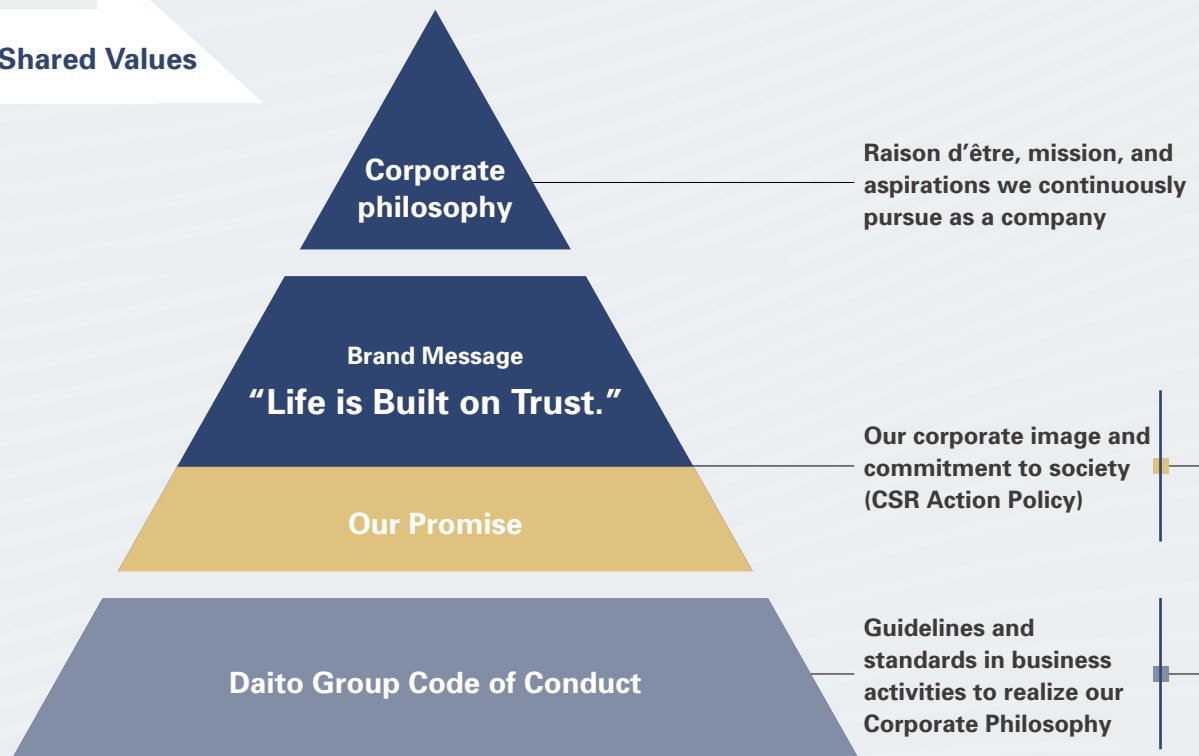 Shared Values
Corporate
philosophy
Raison d’être, mission, and
aspirations we continuously
pursue as a company
Brand Message
“Life is Built on Trust.”
Our corporate image and
commitment to society
(CSR Action Policy)
Our Promise
Guidelines and
standards in business
activities to realize our
Corporate Philosophy
Daito Group Code of Conduct